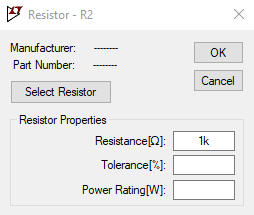 Resistor - R2
Manufacturer: --------
Part Number: --------
OK
Cancel
Select Resistor
Resistor Properties
Resistance[Ω]: 1k
Tolerance[%]:
Power Rating[W]: